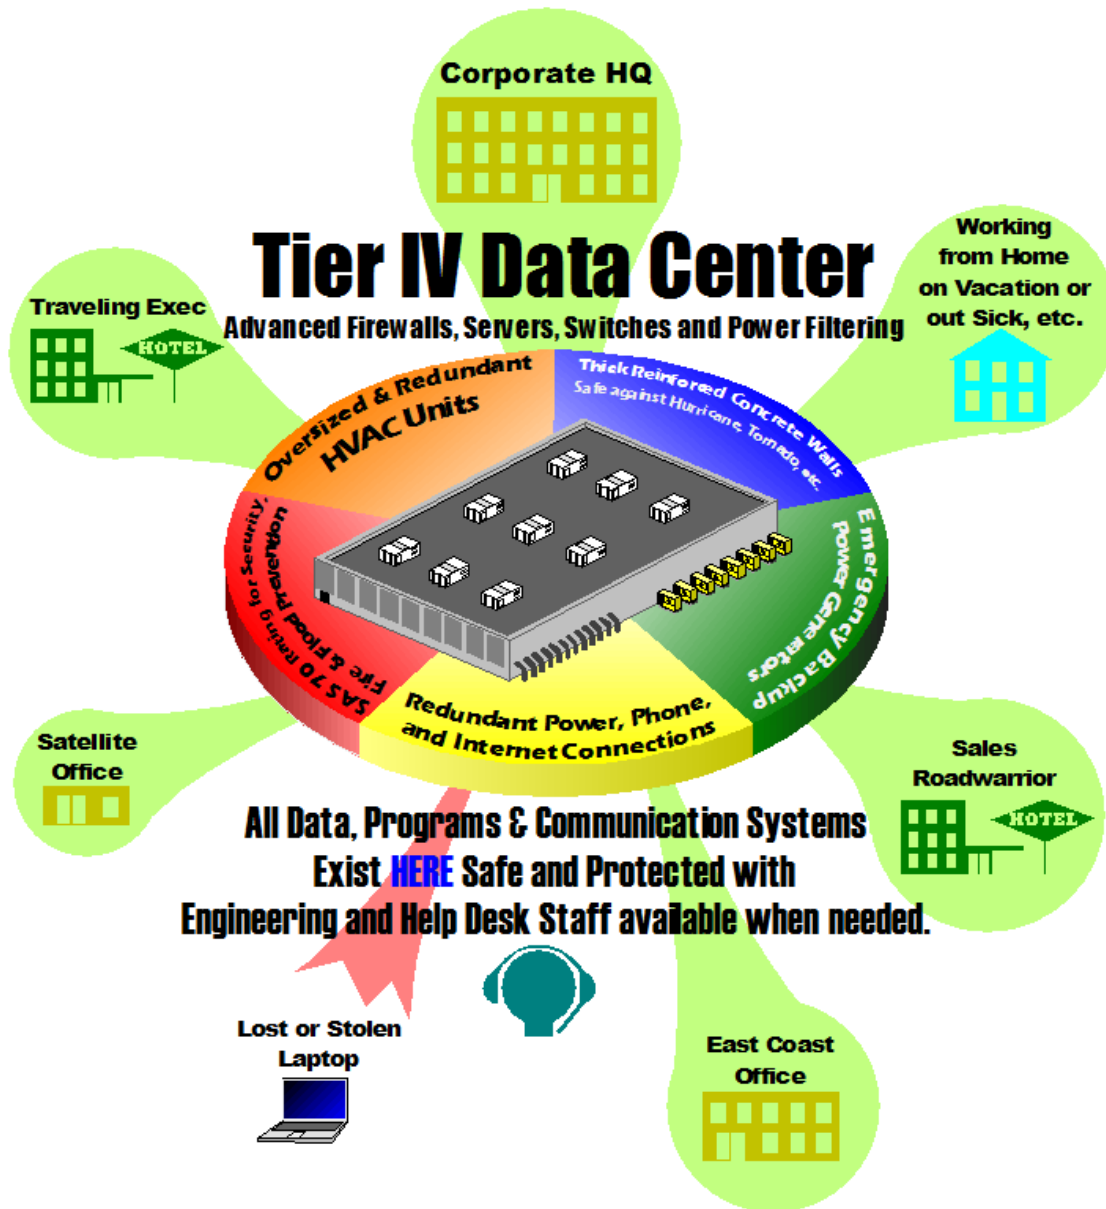 Corporate HQ
Working
from Home
on Vacation or
out Sick, etc.
Tier IV Data Center
Advanced Firewalls, Servers, Switches and Power Filtering
Traveling Exec
HOTEL
Oversized & Redundant
HVAC Units
Thick Reinforced Concrete Walls
Safe against Hurricane, Tornado, etc.
SAS 70 Rating for Security,
Fire & Flood Prevention
Emergency Backup
Power Generators
Redundant Power, Phone,
and Internet Connections
Satellite
Office
Sales
Roadwarrior
HOTEL
All Data, Programs & Communication Systems
Exist HERE Safe and Protected with
Engineering and Help Desk Staff available when needed.
Lost or Stolen
Laptop
East Coast
Office